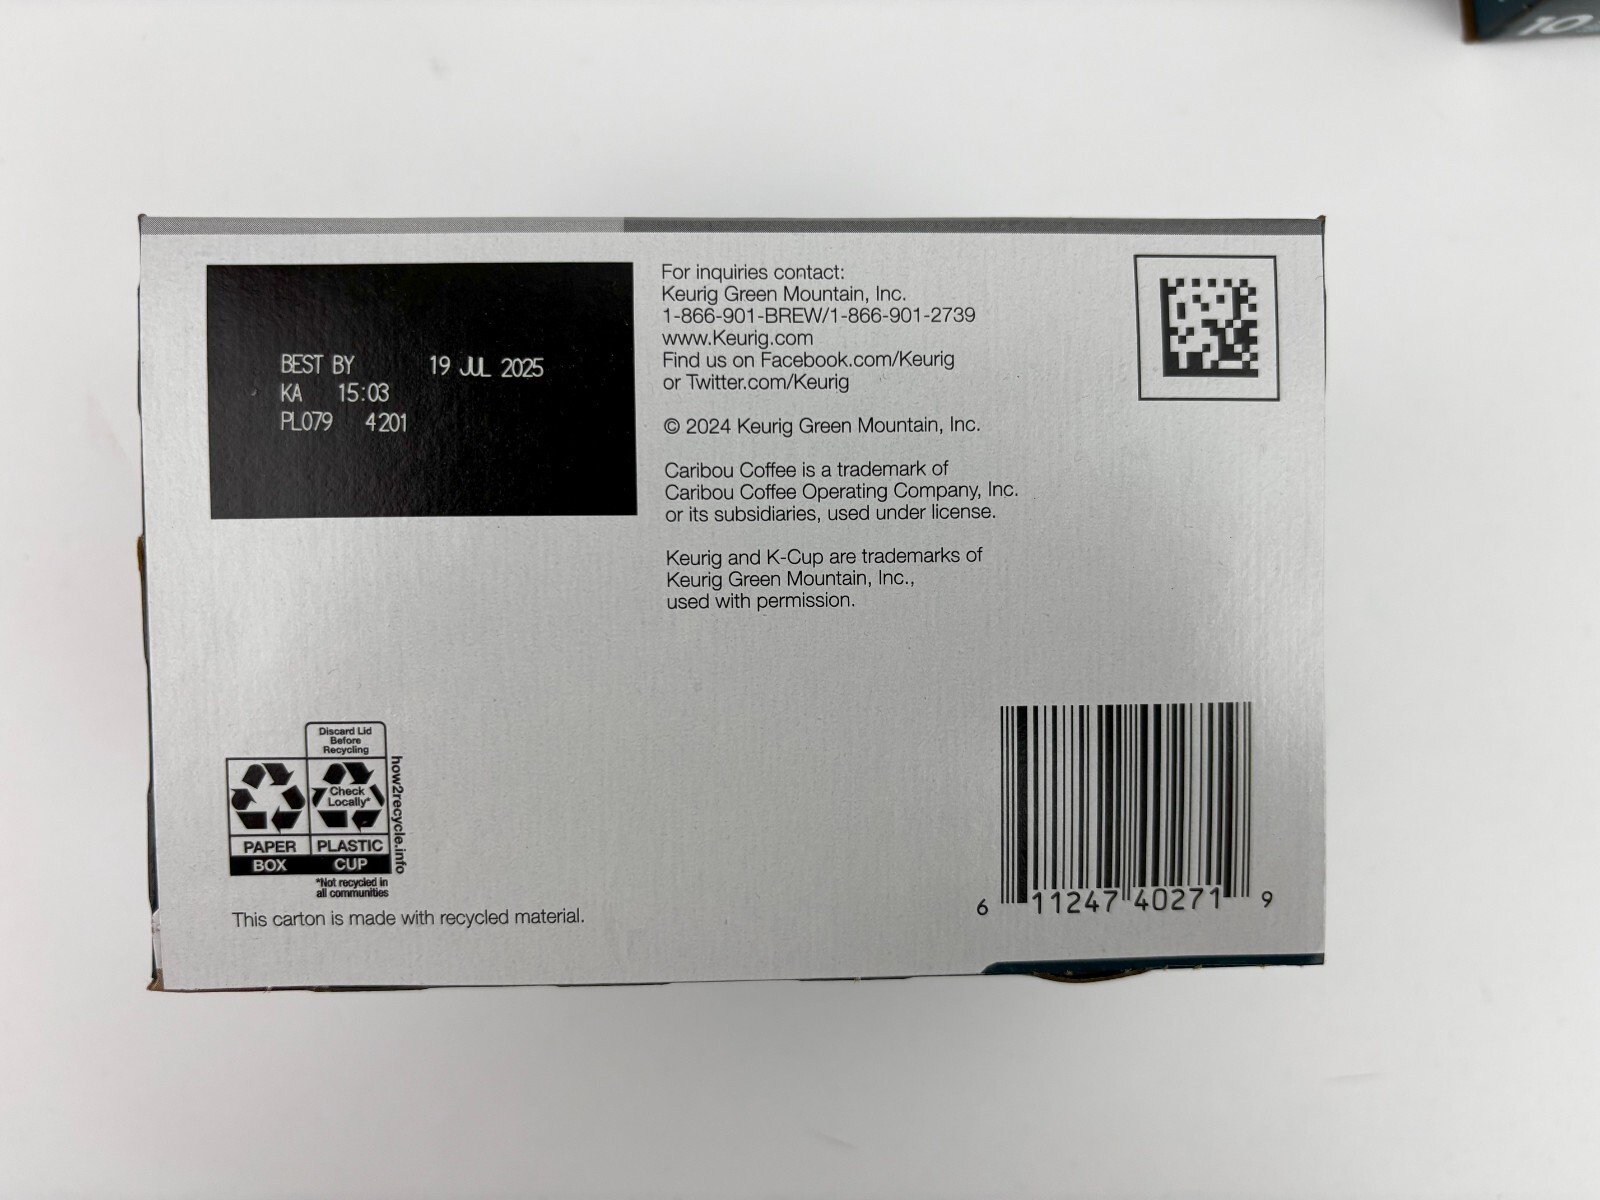 10
BEST BY 19 JUL 2025
KA 15:03
PL079 4201
For inquiries contact:
Keurig Green Mountain, Inc.
1-866-901-BREW/1-866-901-2739
www.Keurig.com
Find us on Facebook.com/Keurig
or Twitter.com/Keurig
© 2024 Keurig Green Mountain, Inc.
Caribou Coffee is a trademark of
Caribou Coffee Operating Company, Inc.
or its subsidiaries, used under license.
Keurig and K-Cup are trademarks of
Keurig Green Mountain, Inc.,
used with permission.
Discard Lid
Before
Recycling
Check
Locally*
PAPER
BOX
PLASTIC
CUP
how2recycle.info
*Not recycled in
all communities
This carton is made with recycled material.
6 11247 40271 9